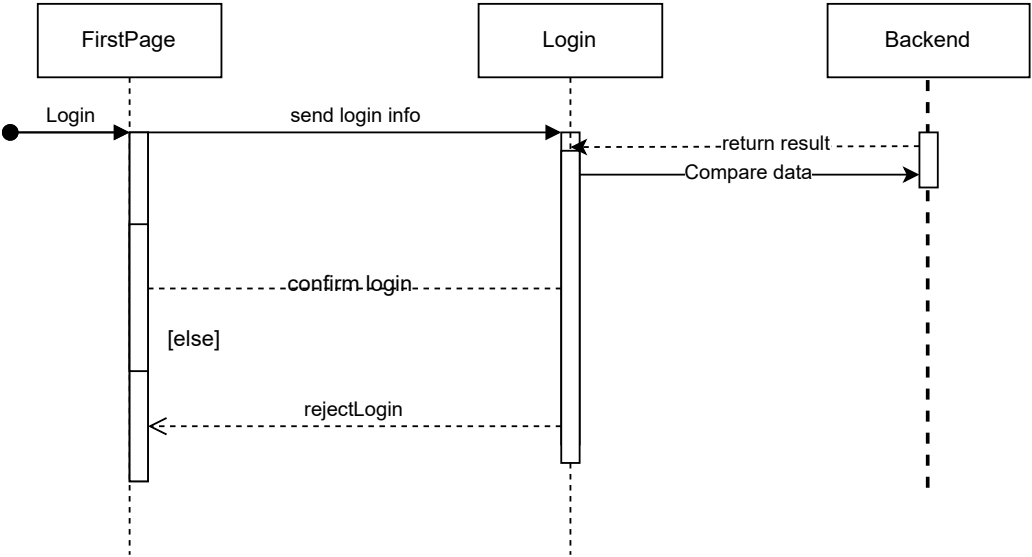 FirstPage
Login
Backend
Login
send login info
return result
Compare data
confirm login
[else]
rejectLogin